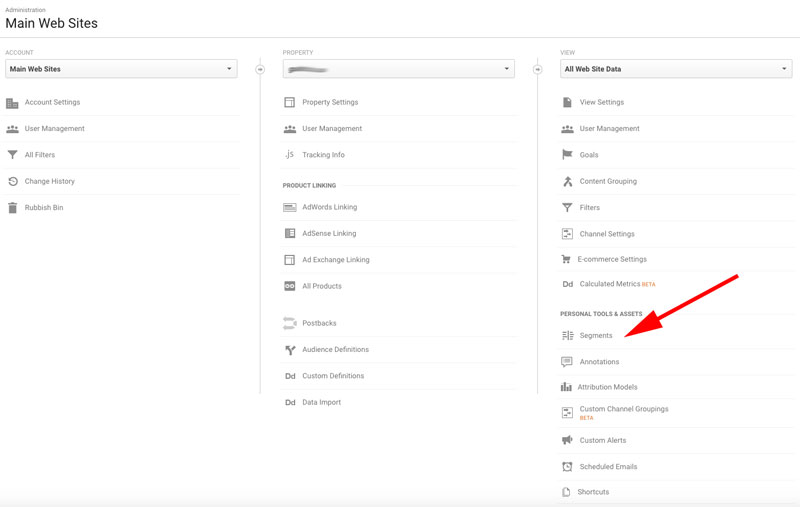 Administration
Main Web Sites
ACCOUNT
Main Web Sites
Account Settings
User Management
All Filters
Change History
Rubbish Bin
PROPERTY
Property Settings
User Management
.js Tracking Info
PRODUCT LINKING
AdWords Linking
AdSense Linking
Ad Exchange Linking
All Products
Postbacks
Audience Definitions
Dd Custom Definitions
Dd Data Import
VIEW
All Web Site Data
View Settings
User Management
Goals
Content Grouping
Filters
Channel Settings
E-commerce Settings
Dd Calculated Metrics BETA
PERSONAL TOOLS & ASSETS
Segments
Annotations
Attribution Models
Custom Channel Groupings
BETA
Custom Alerts
Scheduled Emails
Shortcuts